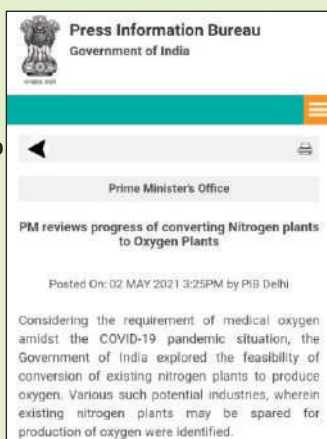 Press Information Bureau
Government of India
Prime Minister's Office
PM reviews progress of converting Nitrogen plants
to Oxygen Plants
Posted On: 02 MAY 2021 3:25PM by PIB Delhi
Considering the requirement of medical oxygen
amidst the COVID-19 pandemic situation, the
Government of India explored the feasibility of
conversion of existing nitrogen plants to produce
oxygen. Various such potential industries, wherein
existing nitrogen plants may be spared for
production of oxygen were identified.